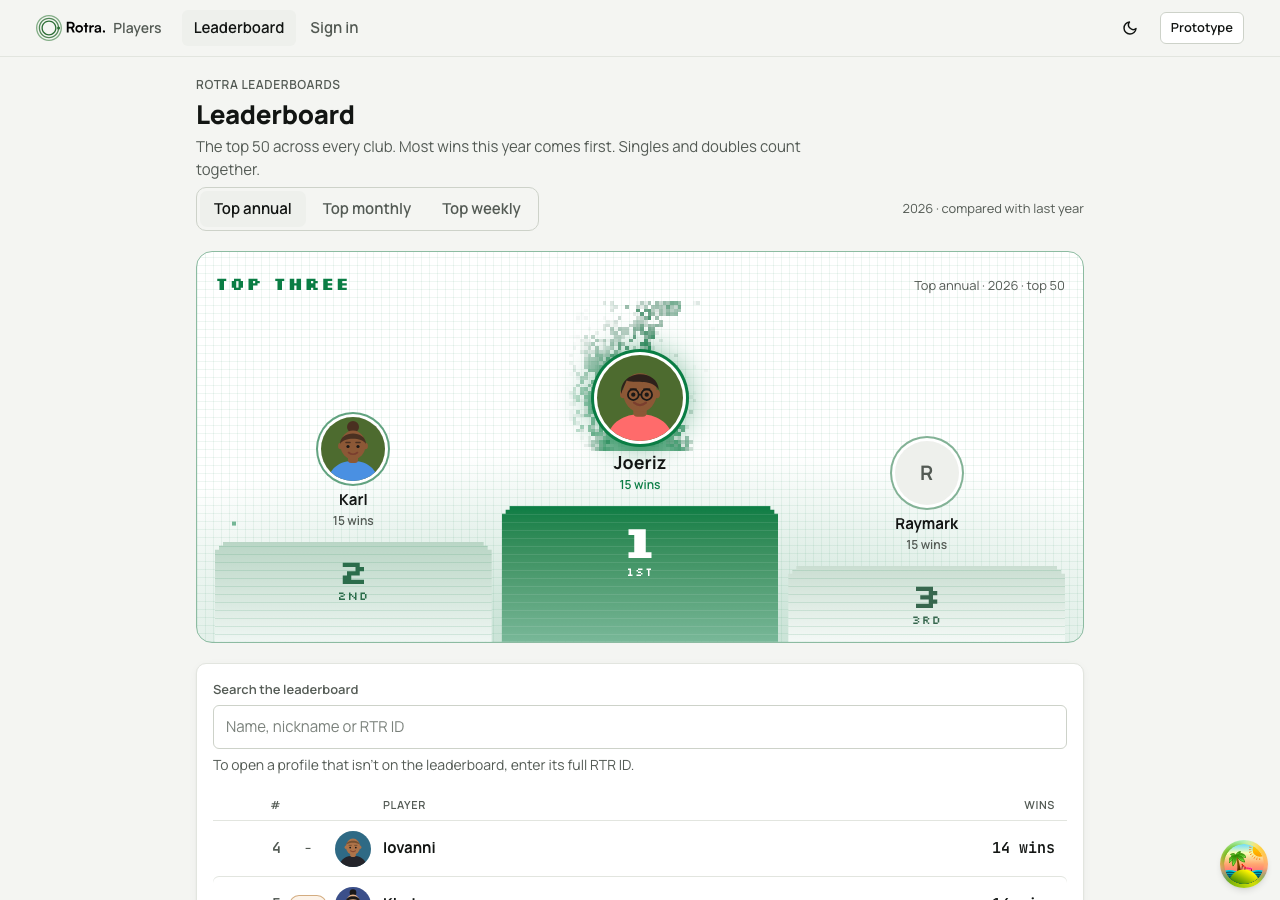 Rotra. Players Leaderboard Sign in Prototype
ROTRA LEADERBOARDS
Leaderboard
The top 50 across every club. Most wins this year comes first. Singles and doubles count
together.
Top annual Top monthly Top weekly 2026 · compared with last year
TOP THREE Top annual · 2026 · top 50
Joeriz
15 wins
Karl
15 wins
R
Raymark
15 wins
1
1ST
2
2ND
3
3RD
Search the leaderboard
Name, nickname or RTR ID
To open a profile that isn't on the leaderboard, enter its full RTR ID.
# PLAYER WINS
4 – Iovanni 14 wins